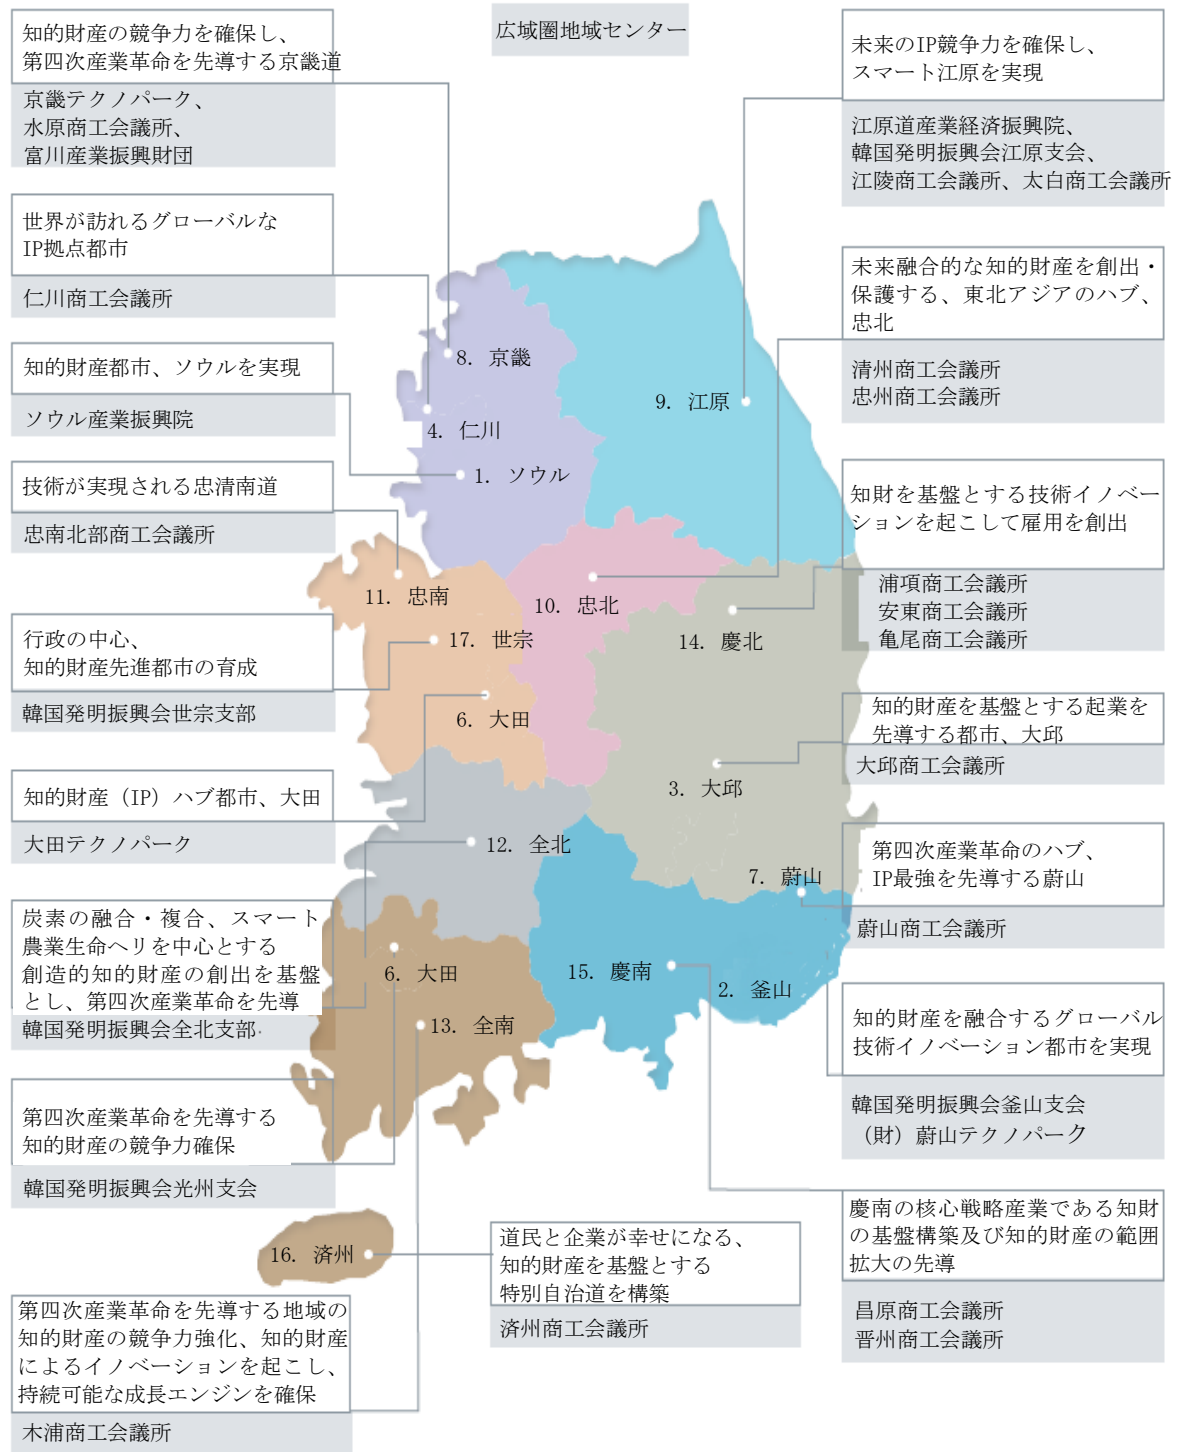 広域圏地域センター
知的財産の競争力を確保し、
第四次産業革命を先導する京畿道
京畿テクノパーク、
水原商工会議所、
富川産業振興財団
世界が訪れるグローバルな
IP拠点都市
仁川商工会議所
知的財産都市、ソウルを実現
ソウル産業振興院
技術が実現される忠清南道
忠南北部商工会議所
行政の中心、
知的財産先進都市の育成
韓国発明振興会世宗支部
知的財産（IP）ハブ都市、大田
大田テクノパーク
炭素の融合・複合、スマート
農業生命ヘリを中心とする
創造的知的財産の創出を基盤
とし、第四次産業革命を先導
韓国発明振興会全北支部
第四次産業革命を先導する
知的財産の競争力確保
韓国発明振興会光州支会
第四次産業革命を先導する地域の
知的財産の競争力強化、知的財産
によるイノベーションを起こし、
持続可能な成長エンジンを確保
木浦商工会議所
8. 京畿
9. 江原
4. 仁川
1. ソウル
11. 忠南
10. 忠北
17. 世宗
14. 慶北
6. 大田
3. 大邱
12. 全北
7. 蔚山
6. 大田
15. 慶南
2. 釜山
13. 全南
16. 済州
道民と企業が幸せになる、
知的財産を基盤とする
特別自治道を構築
済州商工会議所
未来のIP競争力を確保し、
スマート江原を実現
江原道産業経済振興院、
韓国発明振興会江原支会、
江陵商工会議所、太白商工会議所
未来融合的な知的財産を創出・
保護する、東北アジアのハブ、
忠北
清州商工会議所
忠州商工会議所
知財を基盤とする技術イノベー
ションを起こして雇用を創出
浦項商工会議所
安東商工会議所
亀尾商工会議所
知的財産を基盤とする起業を
先導する都市、大邱
大邱商工会議所
第四次産業革命のハブ、
IP最強を先導する蔚山
蔚山商工会議所
知的財産を融合するグローバル
技術イノベーション都市を実現
韓国発明振興会釜山支会
（財）蔚山テクノパーク
慶南の核心戦略産業である知財
の基盤構築及び知的財産の範囲
拡大の先導
昌原商工会議所
晋州商工会議所